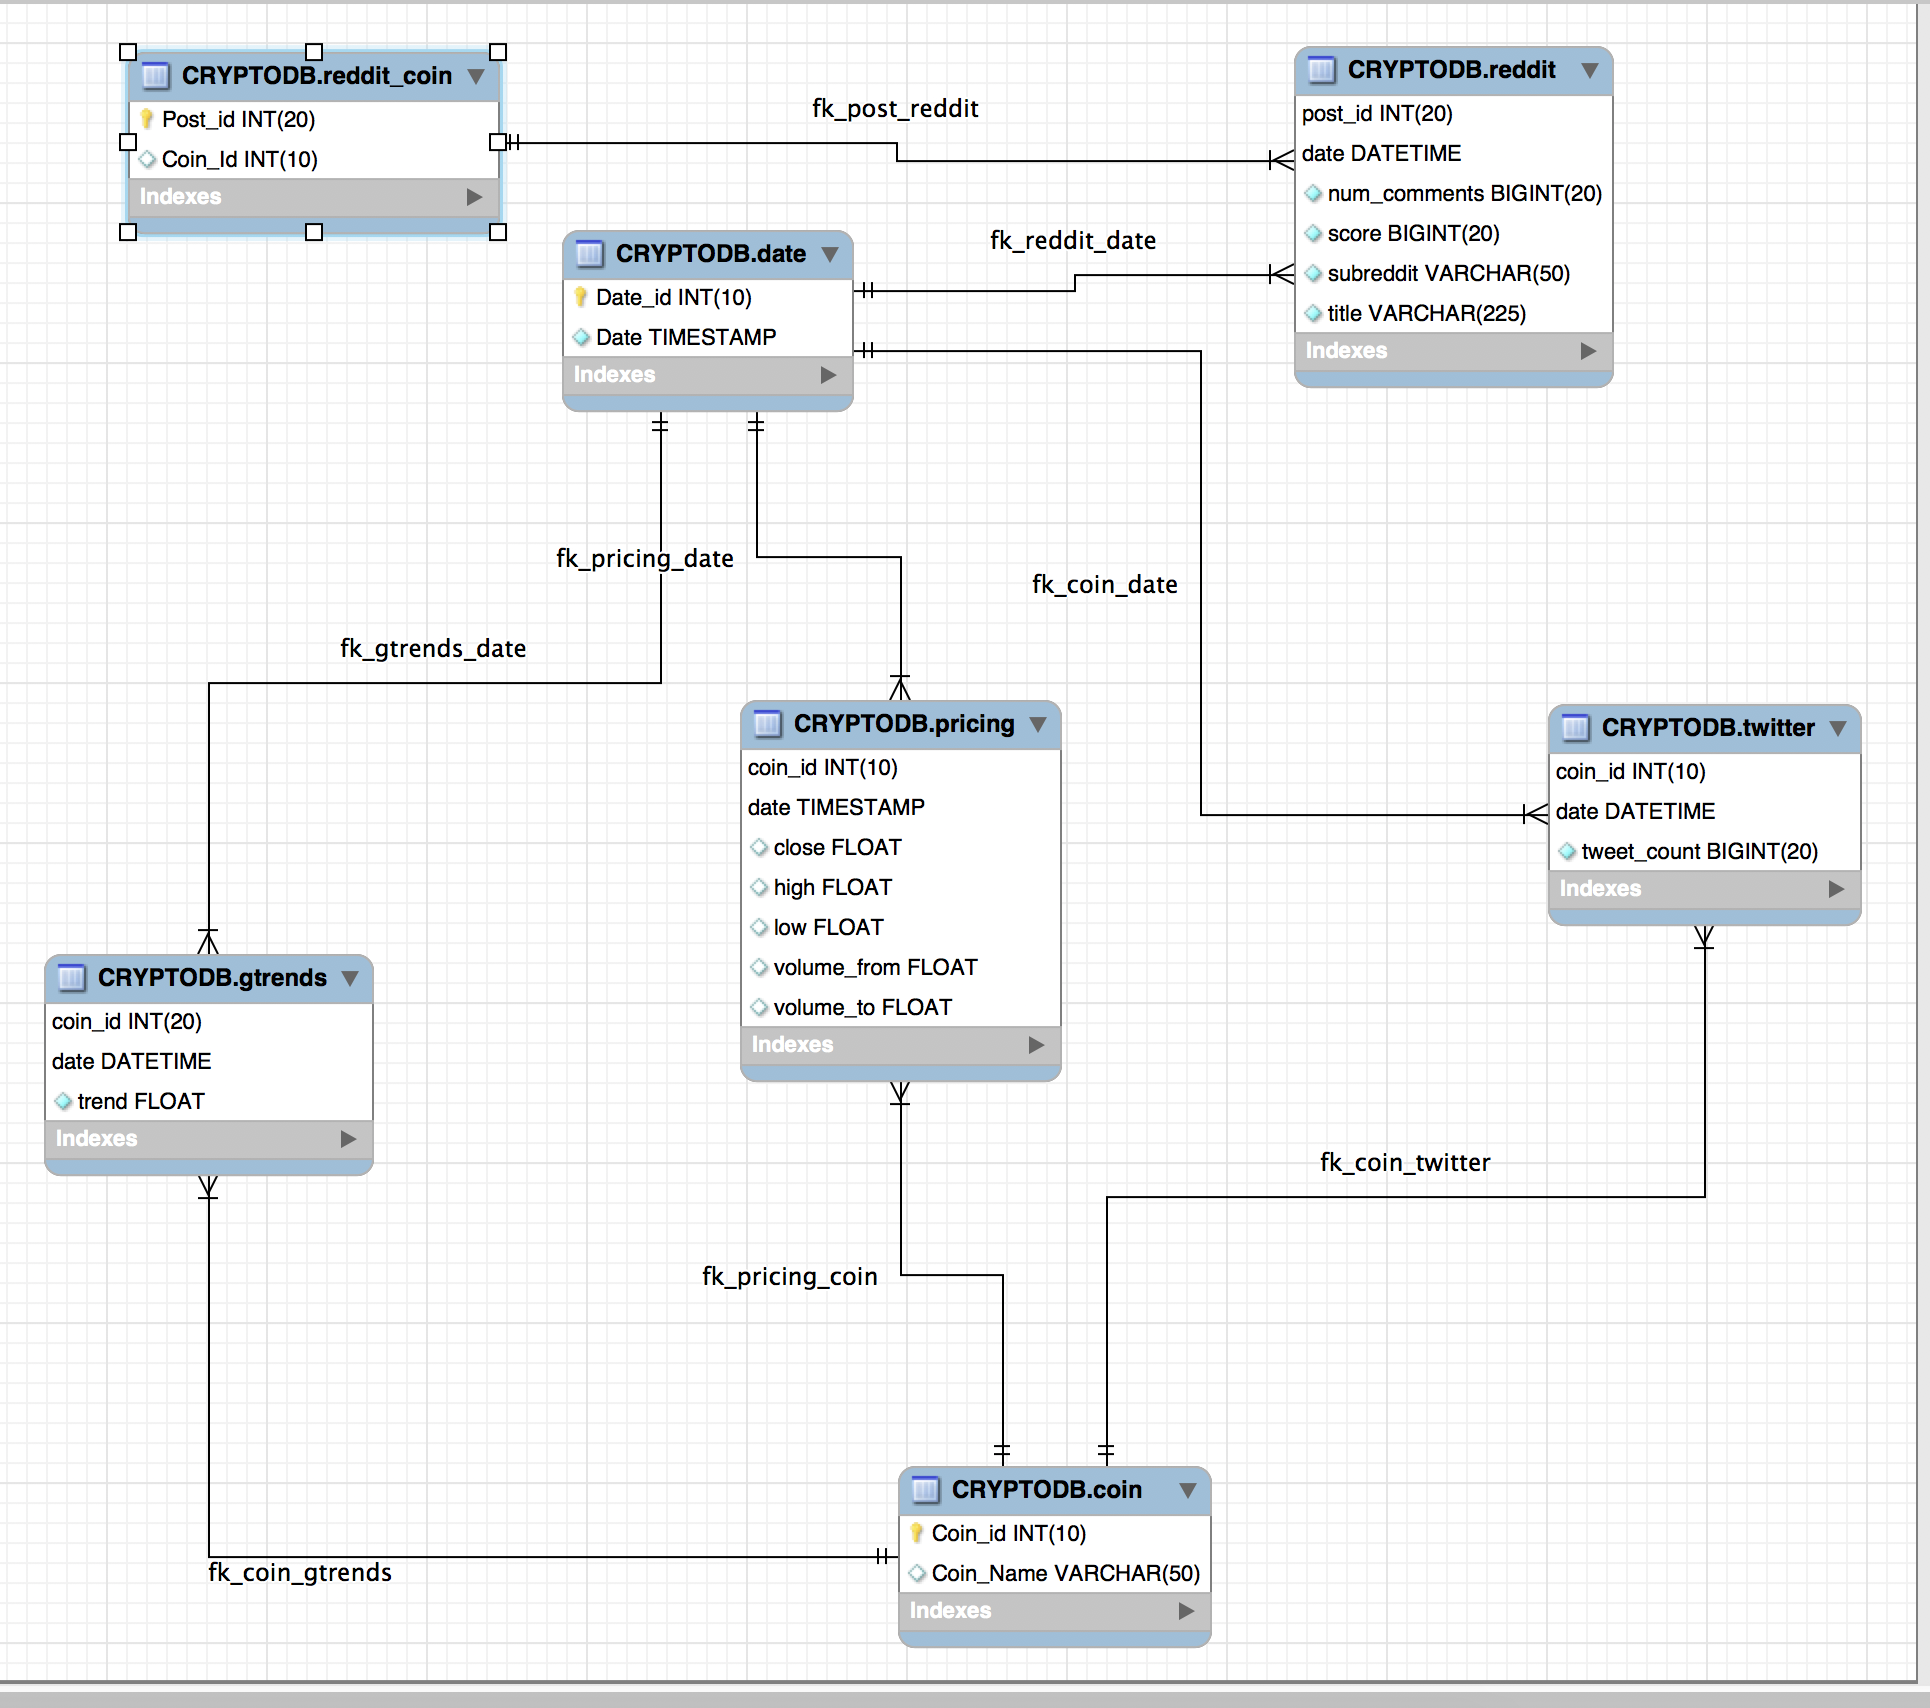 CRYPTODB.reddit_coin
Post_id INT(20)
Coin_Id INT(10)
Indexes
fk_post_reddit
CRYPTODB.reddit
post_id INT(20)
date DATETIME
num_comments BIGINT(20)
score BIGINT(20)
subreddit VARCHAR(50)
title VARCHAR(225)
Indexes
CRYPTODB.date
Date_id INT(10)
Date TIMESTAMP
Indexes
fk_reddit_date
fk_pricing_date
fk_coin_date
fk_gtrends_date
CRYPTODB.pricing
coin_id INT(10)
date TIMESTAMP
close FLOAT
high FLOAT
low FLOAT
volume_from FLOAT
volume_to FLOAT
Indexes
CRYPTODB.twitter
coin_id INT(10)
date DATETIME
tweet_count BIGINT(20)
Indexes
CRYPTODB.gtrends
coin_id INT(20)
date DATETIME
trend FLOAT
Indexes
fk_coin_twitter
fk_pricing_coin
CRYPTODB.coin
Coin_id INT(10)
Coin_Name VARCHAR(50)
Indexes
fk_coin_gtrends